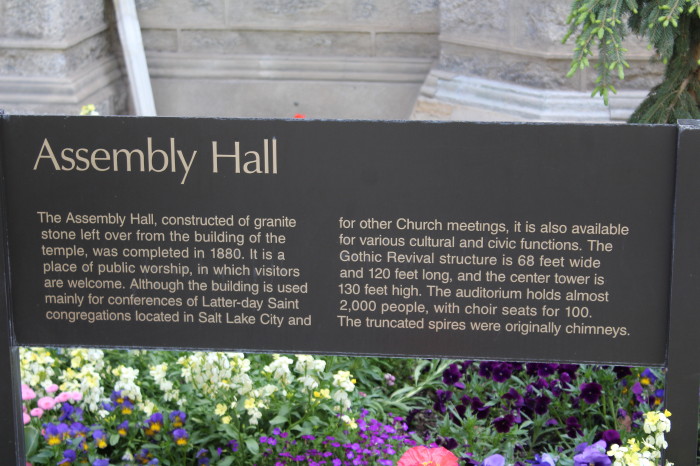 Assembly Hall
The Assembly Hall, constructed of granite
stone left over from the building of the
temple, was completed in 1880. It is a
place of public worship, in which visitors
are welcome. Although the building is used
mainly for conferences of Latter-day Saint
congregations located in Salt Lake City and
for other Church meetings, it is also available
for various cultural and civic functions. The
Gothic Revival structure is 68 feet wide
and 120 feet long, and the center tower is
130 feet high. The auditorium holds almost
2,000 people, with choir seats for 100.
The truncated spires were originally chimneys.